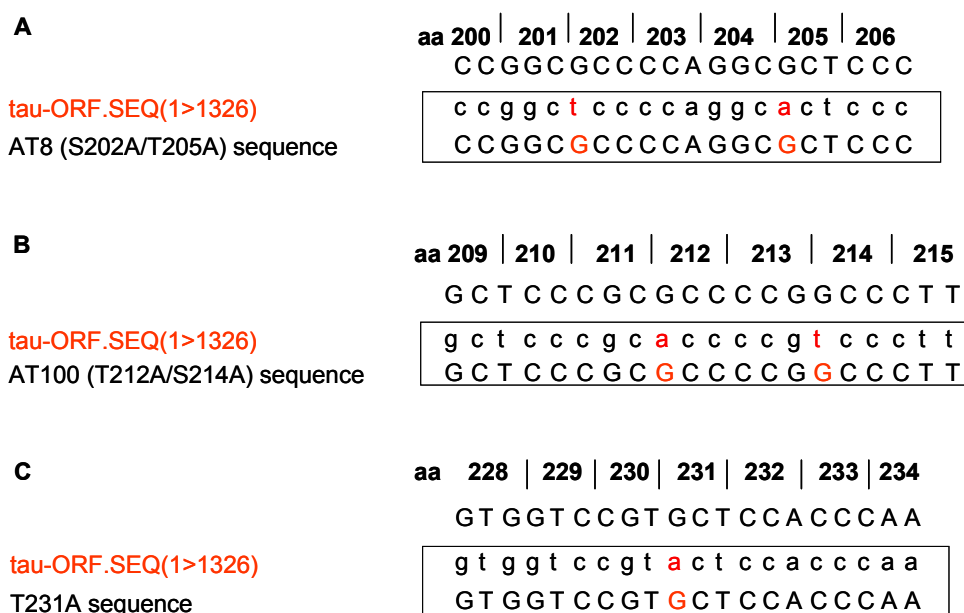 A
aa 200 | 201 | 202 | 203 | 204 | 205 | 206
C C G G C G C C C C A G G C G C T C C C
tau-ORF.SEQ(1>1326) c c g g c t c c c c a g g c a c t c c c
AT8 (S202A/T205A) sequence C C G G C G C C C C A G G C G C T C C C
B
aa 209 | 210 | 211 | 212 | 213 | 214 | 215
G C T C C C G C G C C C C G G C C C T T
tau-ORF.SEQ(1>1326) g c t c c c g c a c c c c g t c c c t t
AT100 (T212A/S214A) sequence G C T C C C G C G C C C C G G C C C T T
C
aa 228 | 229 | 230 | 231 | 232 | 233 | 234
G T G G T C C G T G C T C C A C C C A A
tau-ORF.SEQ(1>1326) g t g g t c c g t a c t c c a c c c a a
T231A sequence G T G G T C C G T G C T C C A C C C A A